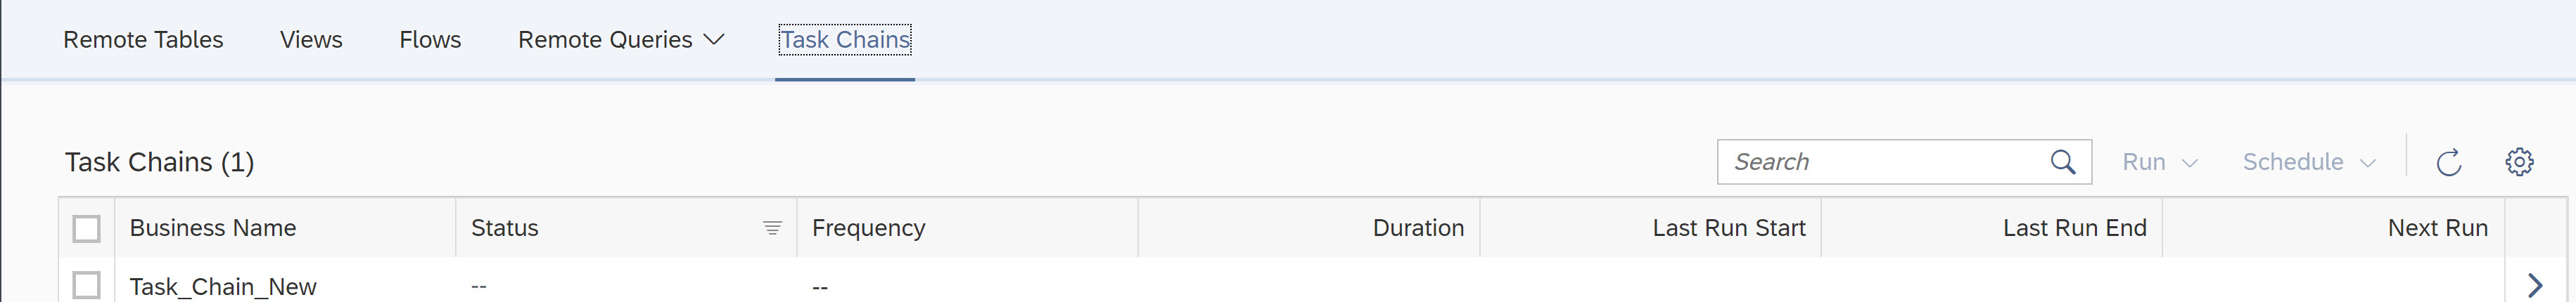 Remote Tables Views Flows Remote Queries Task Chains
Task Chains (1) Search Run Schedule
Business Name Status Frequency Duration Last Run Start Last Run End Next Run
Task_Chain_New -- --